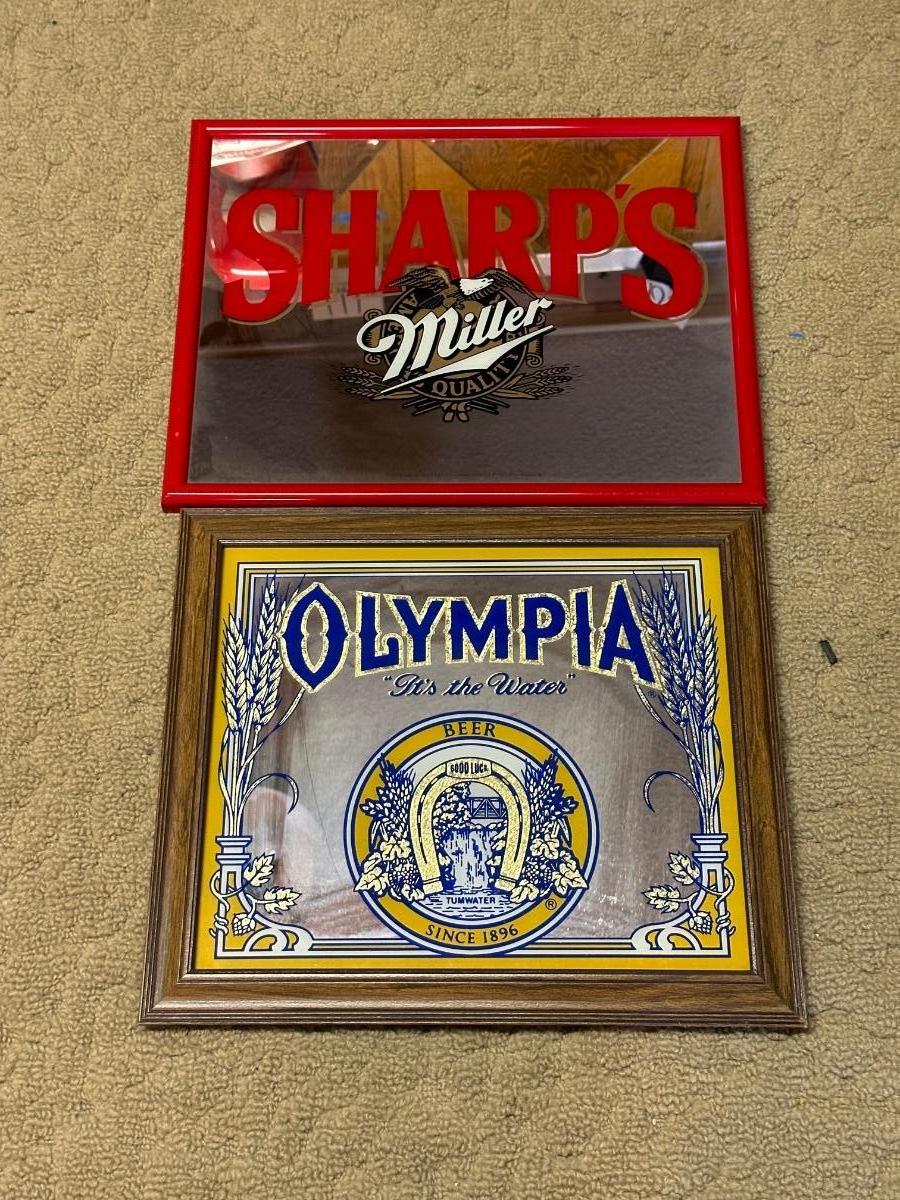 SHARP'S
Miller
QUALITY
OLYMPIA
"It's the Water"
®
BEER
GOOD LUCK
TUMWATER
®
SINCE 1896